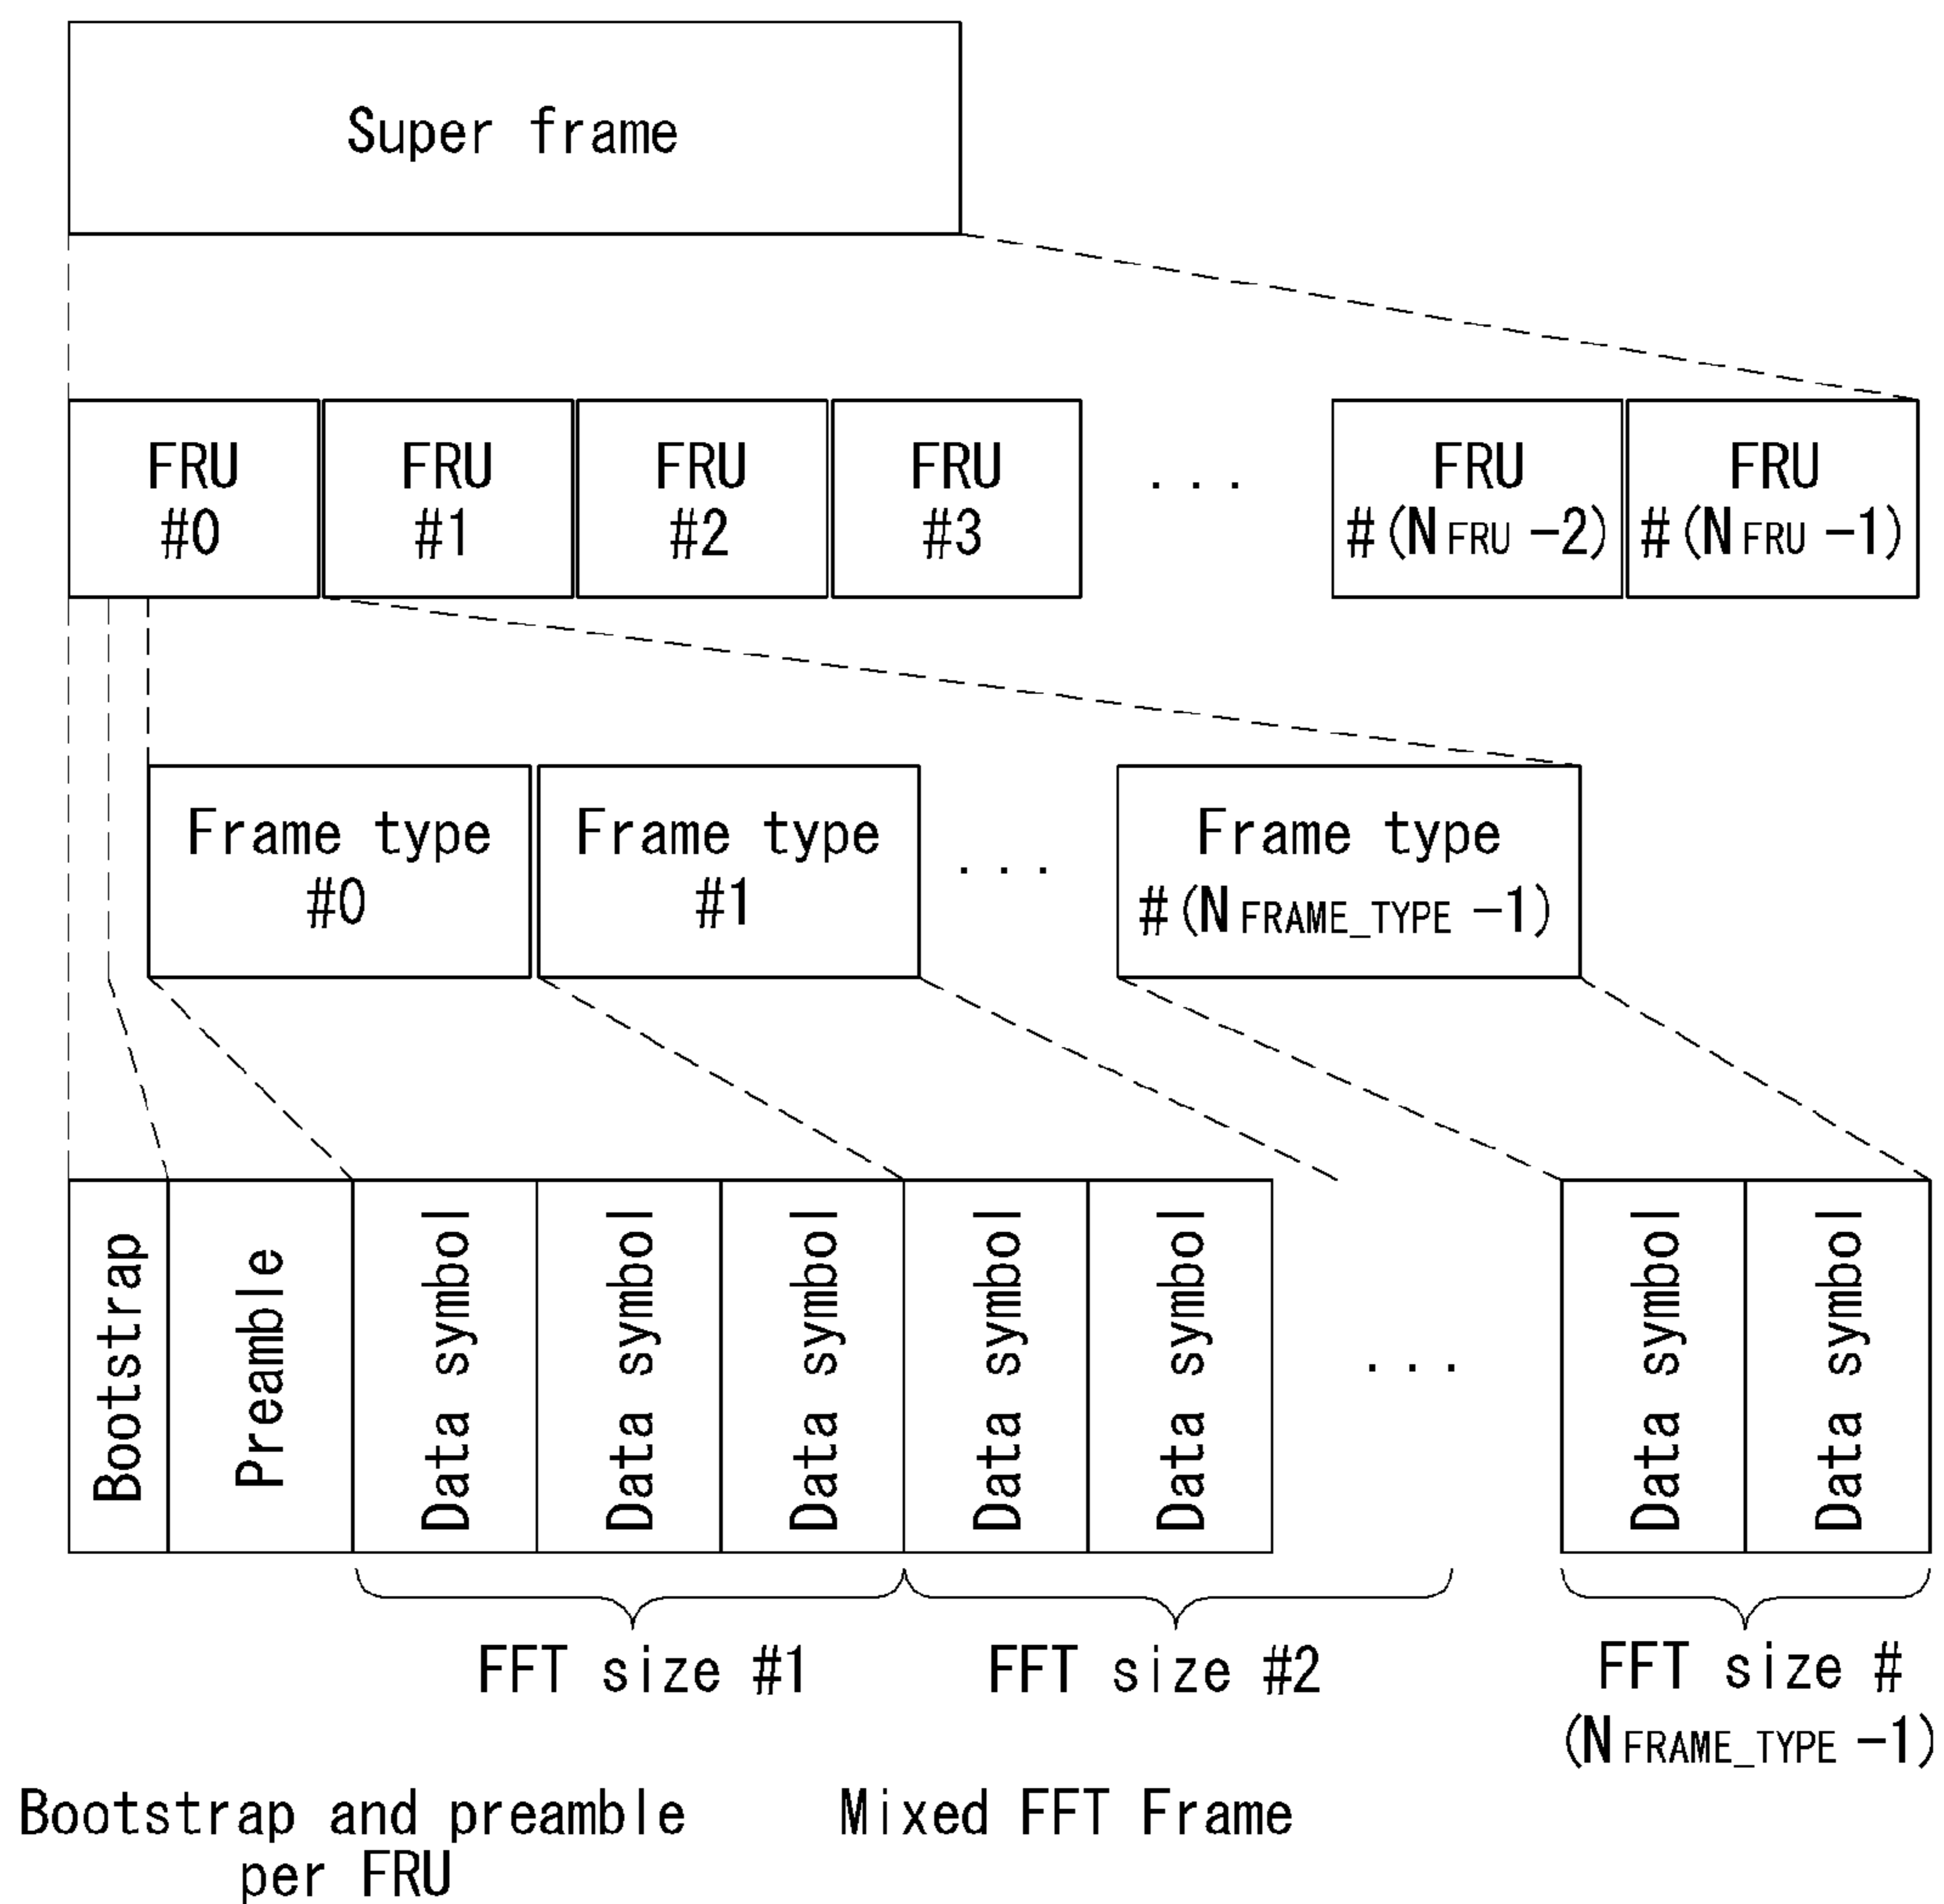 Super frame
FRU
#0
FRU
#1
FRU
#2
FRU
#3
...
FRU
#(NFRU -2)
FRU
#(NFRU -1)
Frame type
#0
Frame type
#1
...
Frame type
#(NFRAME_TYPE -1)
Bootstrap
Preamble
Data symbol
Data symbol
Data symbol
Data symbol
Data symbol
...
Data symbol
Data symbol
FFT size #1
FFT size #2
FFT size #
(NFRAME_TYPE -1)
Bootstrap and preamble
per FRU
Mixed FFT Frame